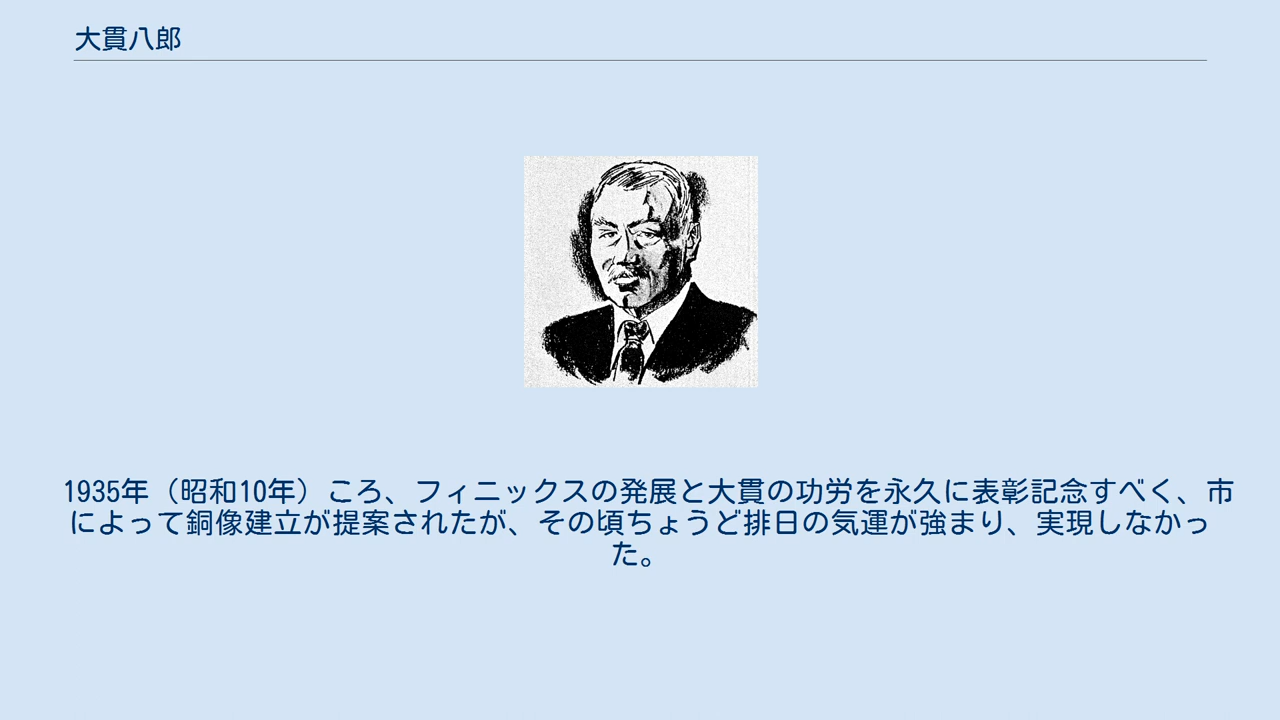 大貫八郎
1935年（昭和10年）ころ、フィニックスの発展と大貫の功労を永久に表彰記念すべく、市
によって銅像建立が提案されたが、その頃ちょうど排日の気運が強まり、実現しなかっ
た。